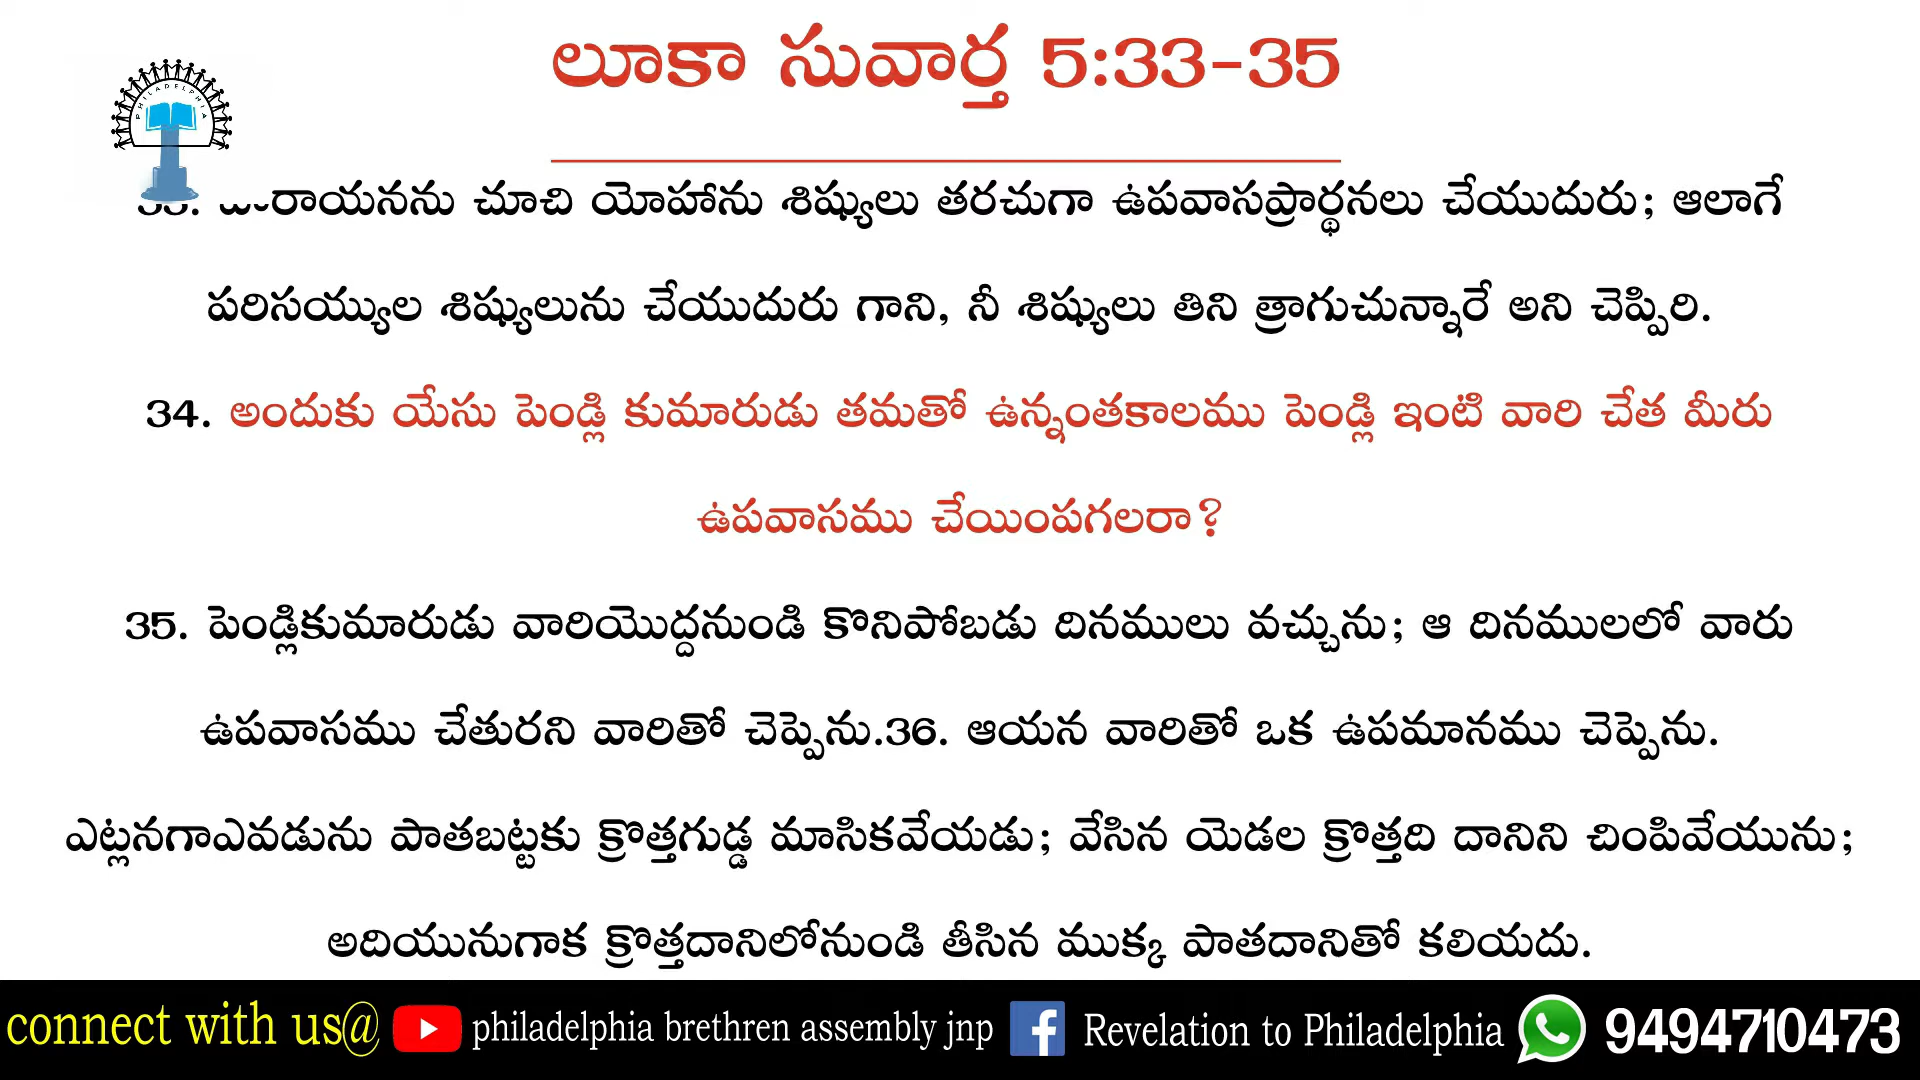 లూకా సువార్త 5:33-35
PHILADELPHIA
చూచి యోహాను శిష్యులు తరచుగా ఉపవాసప్రార్థనలు చేయుదురు; ఆలాగే
పరిసయ్యుల శిష్యులును చేయుదురు గాని, నీ శిష్యులు తిని త్రాగుచున్నారే అని చెప్పిరి.
34. అందుకు యేసు పెండ్లి కుమారుడు తమతో ఉన్నంతకాలము పెండ్లి ఇంటి వారి చేత మీరు
ఉపవాసము చేయింపగలరా?
35. పెండ్లికుమారుడు వారియొద్దనుండి కొనిపోబడు దినములు వచ్చును; ఆ దినములలో వారు
ఉపవాసము చేతురని వారితో చెప్పెను.36. ఆయన వారితో ఒక ఉపమానము చెప్పెను.
ఎట్లనగాఎవడును పాతబట్టకు క్రొత్తగుడ్డ మాసికవేయడు; వేసిన యెడల క్రొత్తది దానిని చింపివేయును;
అదియునుగాక క్రొత్తదానిలోనుండి తీసిన ముక్క పాతదానితో కలియదు.
connect with us@ philadelphia brethren assembly jnp Revelation to Philadelphia 9494710473